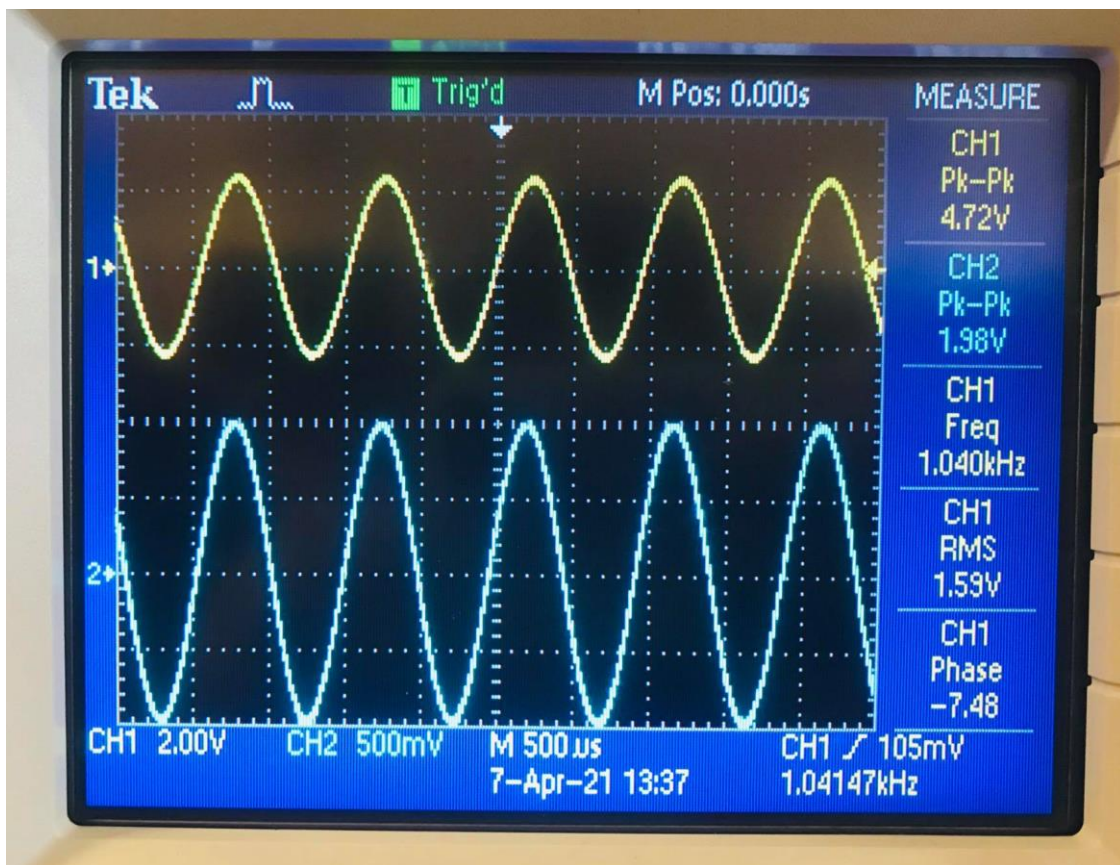 Tek T Trig'd M Pos: 0.000s MEASURE
CH1
Pk-Pk
4.72V
CH2
Pk-Pk
1.98V
CH1
Freq
1.040kHz
CH1
RMS
1.59V
CH1
Phase
-7.48
1
2
CH1 2.00V CH2 500mV M 500µs CH1 105mV
7-Apr-21 13:37 1.04147kHz